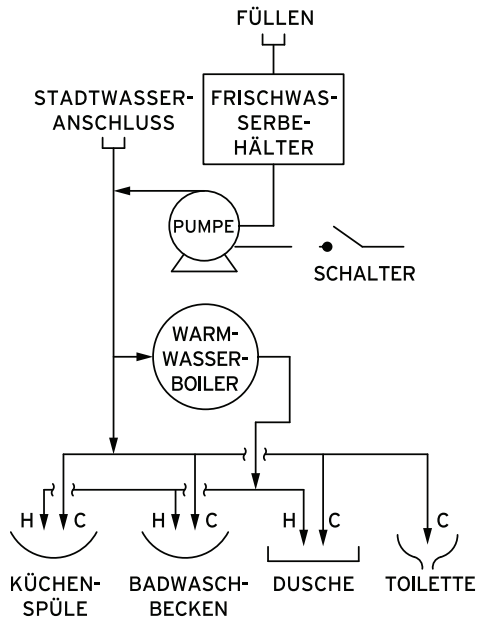 FÜLLEN
STADTWASSER-
ANSCHLUSS
FRISCHWAS-
SERBE-
HÄLTER
PUMPE
SCHALTER
WARM-
WASSER-
BOILER
H C H C H C C
KÜCHEN-
SPÜLE
BADWASCH-
BECKEN
DUSCHE
TOILETTE